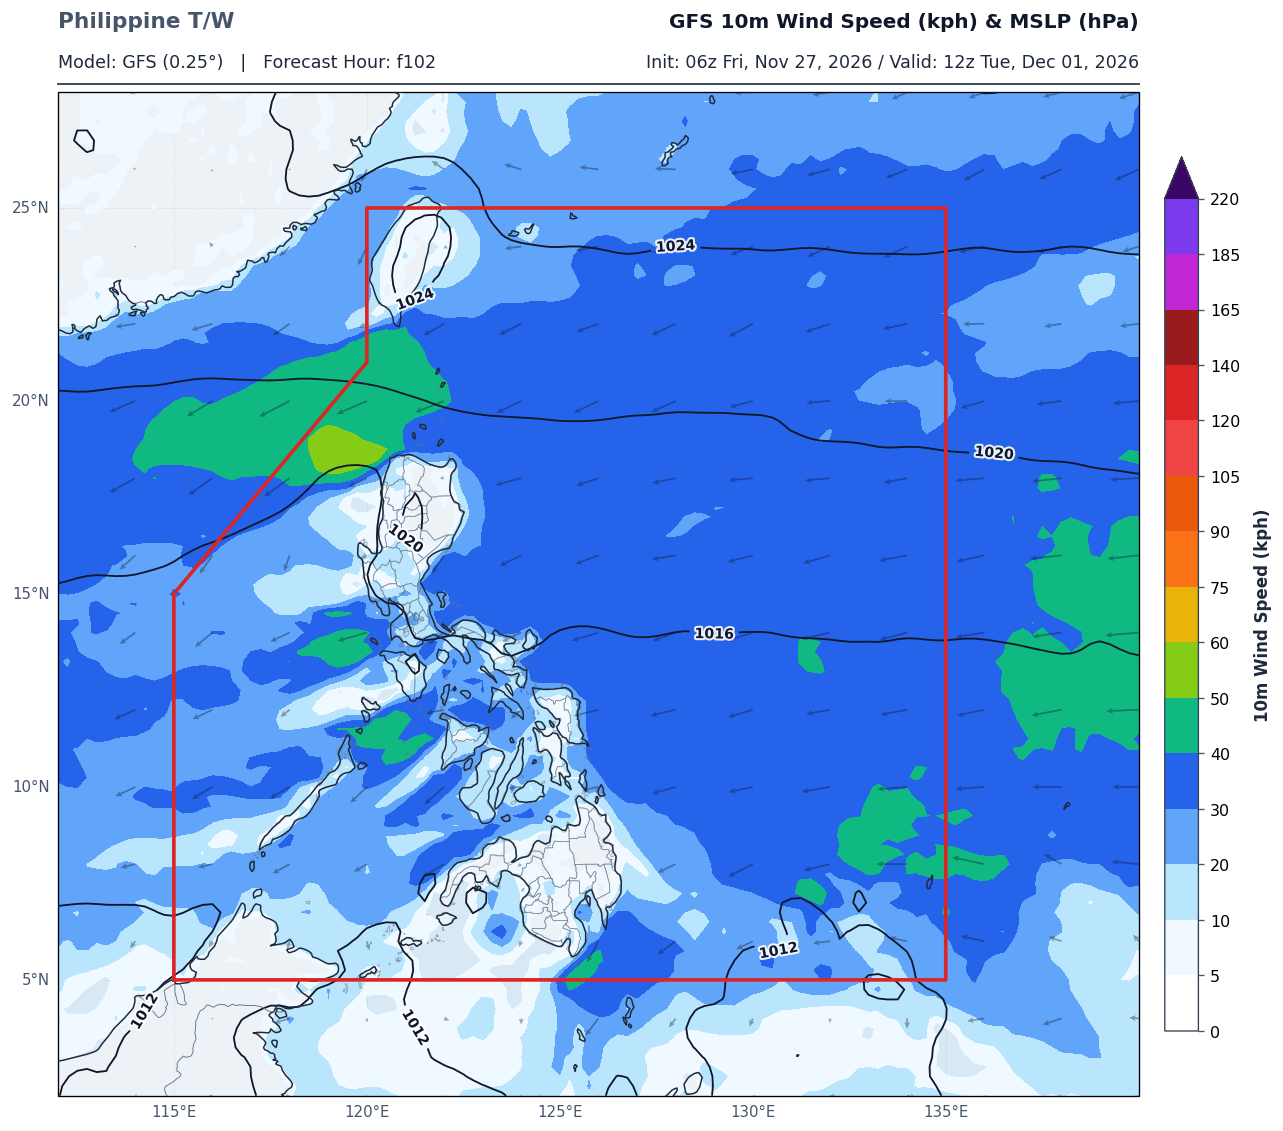 Philippine T/W
GFS 10m Wind Speed (kph) & MSLP (hPa)
Model: GFS (0.25°)   |   Forecast Hour: f102
Init: 06z Fri, Nov 27, 2026 / Valid: 12z Tue, Dec 01, 2026
25°N
20°N
15°N
10°N
5°N
115°E
120°E
125°E
130°E
135°E
1024
1024
1020
1020
1016
1012
1012
1012
220
185
165
140
120
105
90
75
60
50
40
30
20
10
5
0
10m Wind Speed (kph)